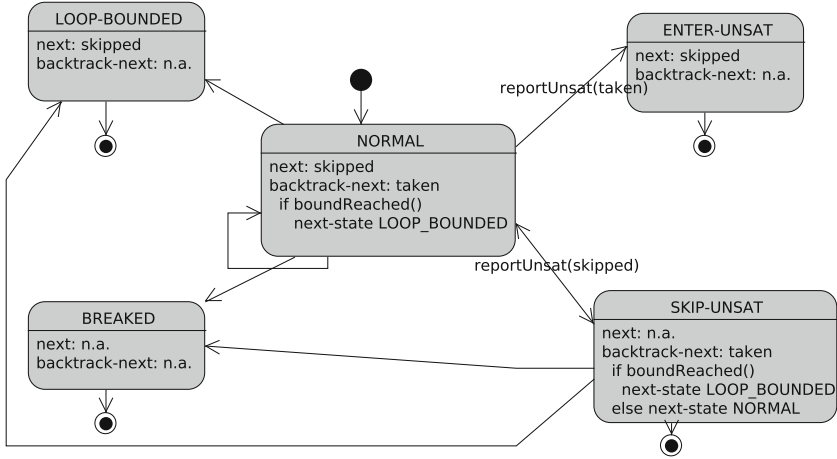 LOOP-BOUNDED
next: skipped
backtrack-next: n.a.
ENTER-UNSAT
next: skipped
backtrack-next: n.a.
reportUnsat(taken)
NORMAL
next: skipped
backtrack-next: taken
if boundReached()
next-state LOOP_BOUNDED
reportUnsat(skipped)
BREAKED
next: n.a.
backtrack-next: n.a.
SKIP-UNSAT
next: n.a.
backtrack-next: taken
if boundReached()
next-state LOOP_BOUNDED
else next-state NORMAL